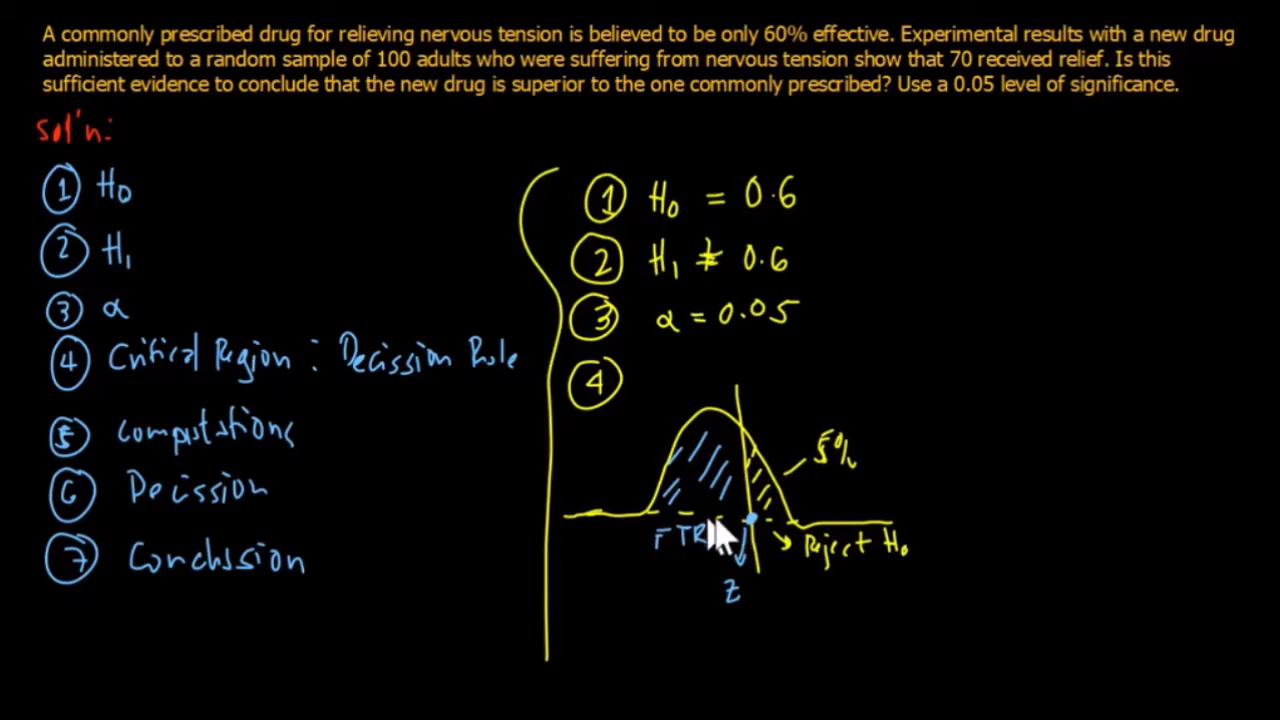 A commonly prescribed drug for relieving nervous tension is believed to be only 60% effective. Experimental results with a new drug
administered to a random sample of 100 adults who were suffering from nervous tension show that 70 received relief. Is this
sufficient evidence to conclude that the new drug is superior to the one commonly prescribed? Use a 0.05 level of significance.
Sol'n:
① H₀
② H₁
③ α
④ Critical Region : Decission Rule
⑤ Computations
⑥ Decission
⑦ Conclusion
① H₀ = 0.6
② H₁ ≠ 0.6
③ α = 0.05
④
5%
FTR
Reject H₀
Z